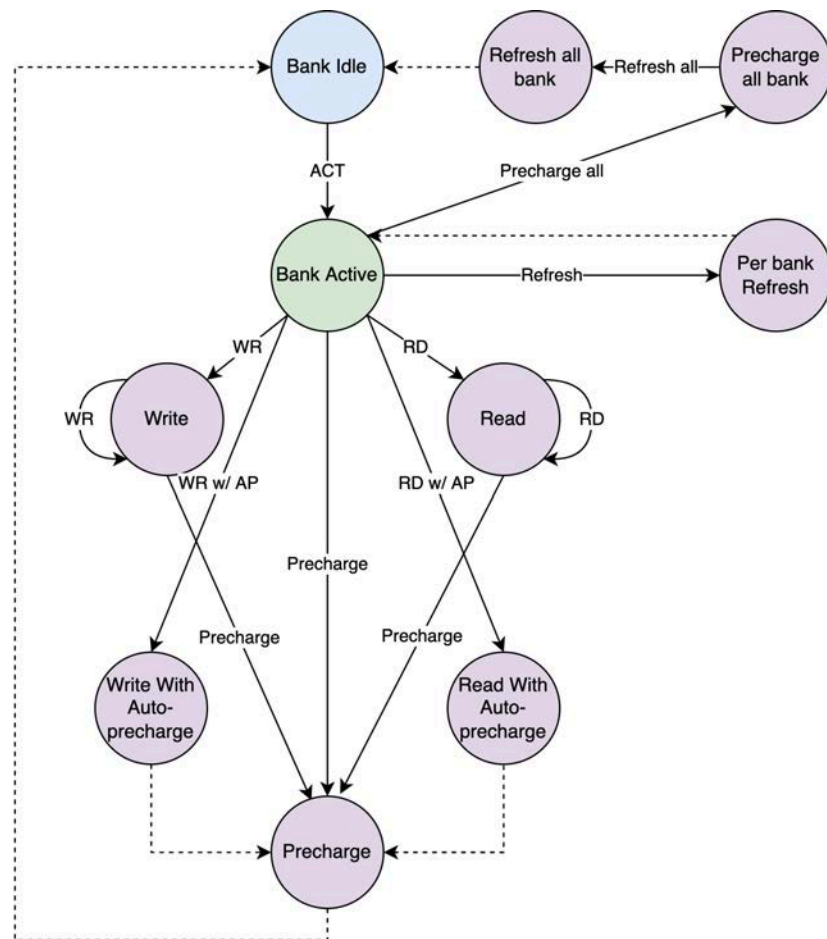 Bank Idle
Refresh all
bank
Refresh all
Precharge
all bank
ACT
Precharge all
Bank Active
Refresh
Per bank
Refresh
WR
RD
WR
Write
Read
RD
WR w/ AP
RD w/ AP
Precharge
Precharge
Precharge
Write With
Auto-
precharge
Read With
Auto-
precharge
Precharge